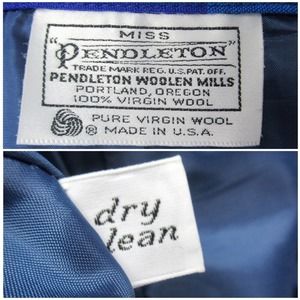 MISS
"PENDLETON"
TRADE MARK REG. U.S. PAT. OFF.
PENDLETON WOOLEN MILLS
PORTLAND, OREGON
100% VIRGIN WOOL
PURE VIRGIN WOOL
® MADE IN U.S.A.
dry
lean